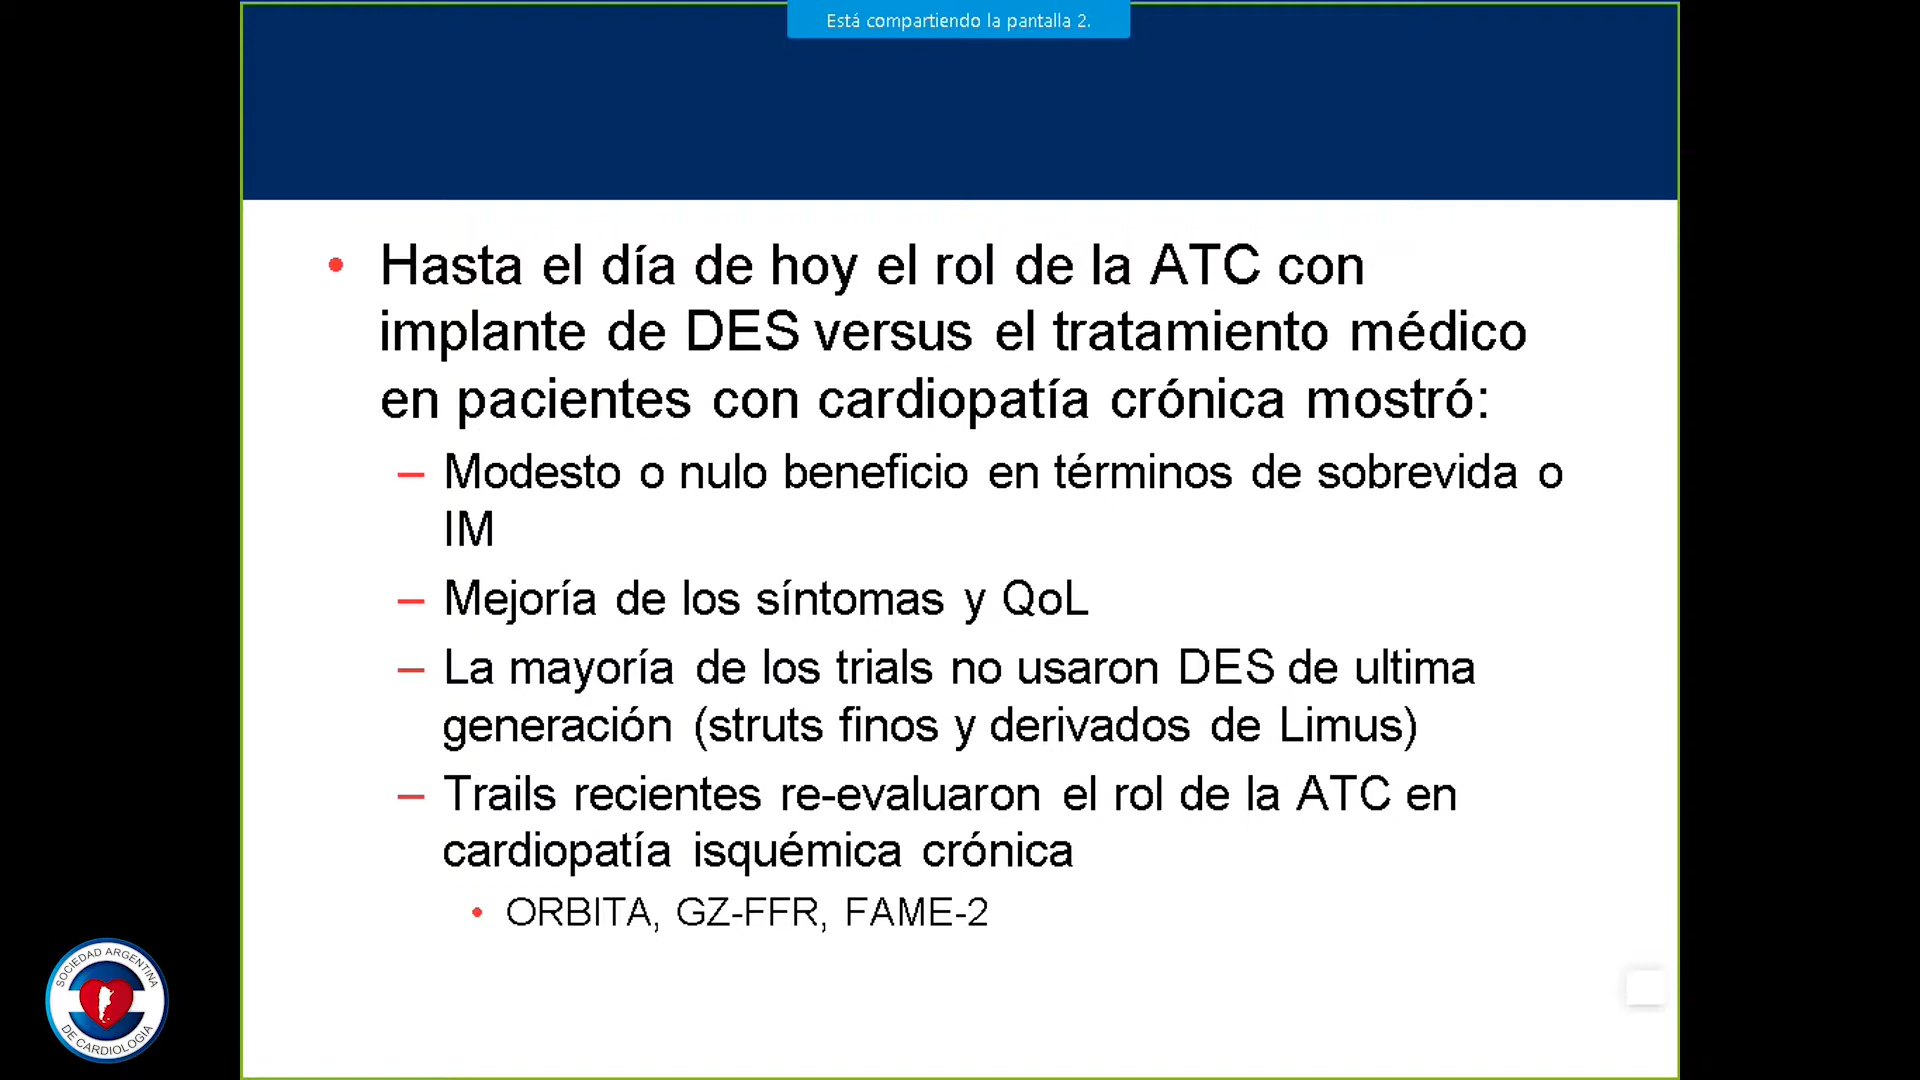 Está compartiendo la pantalla 2.
• Hasta el día de hoy el rol de la ATC con
implante de DES versus el tratamiento médico
en pacientes con cardiopatía crónica mostró:
– Modesto o nulo beneficio en términos de sobrevida o
IM
– Mejoría de los síntomas y QoL
– La mayoría de los trials no usaron DES de ultima
generación (struts finos y derivados de Limus)
– Trails recientes re-evaluaron el rol de la ATC en
cardiopatía isquémica crónica
• ORBITA, GZ-FFR, FAME-2
SOCIEDAD ARGENTINA
DE CARDIOLOGÍA